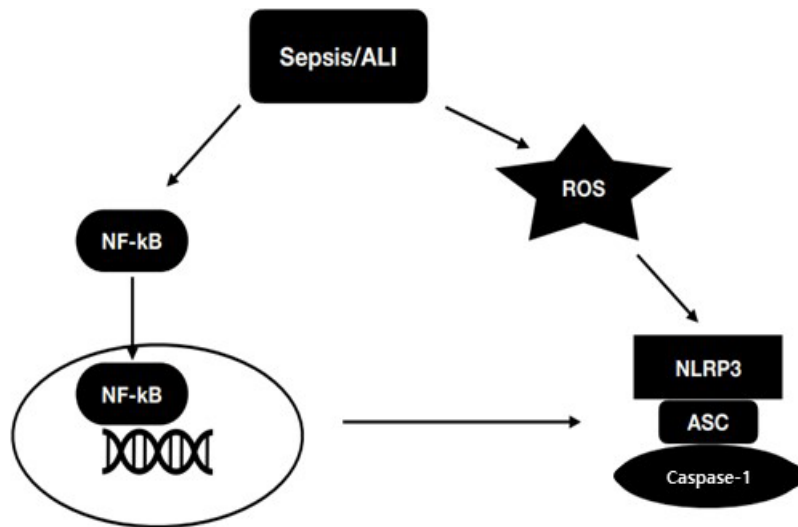 Sepsis/ALI
ROS
NF-kB
NF-kB
NLRP3
ASC
Caspase-1